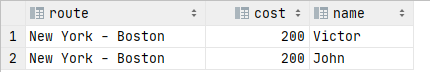 route cost name
1 New York - Boston 200 Victor
2 New York - Boston 200 John